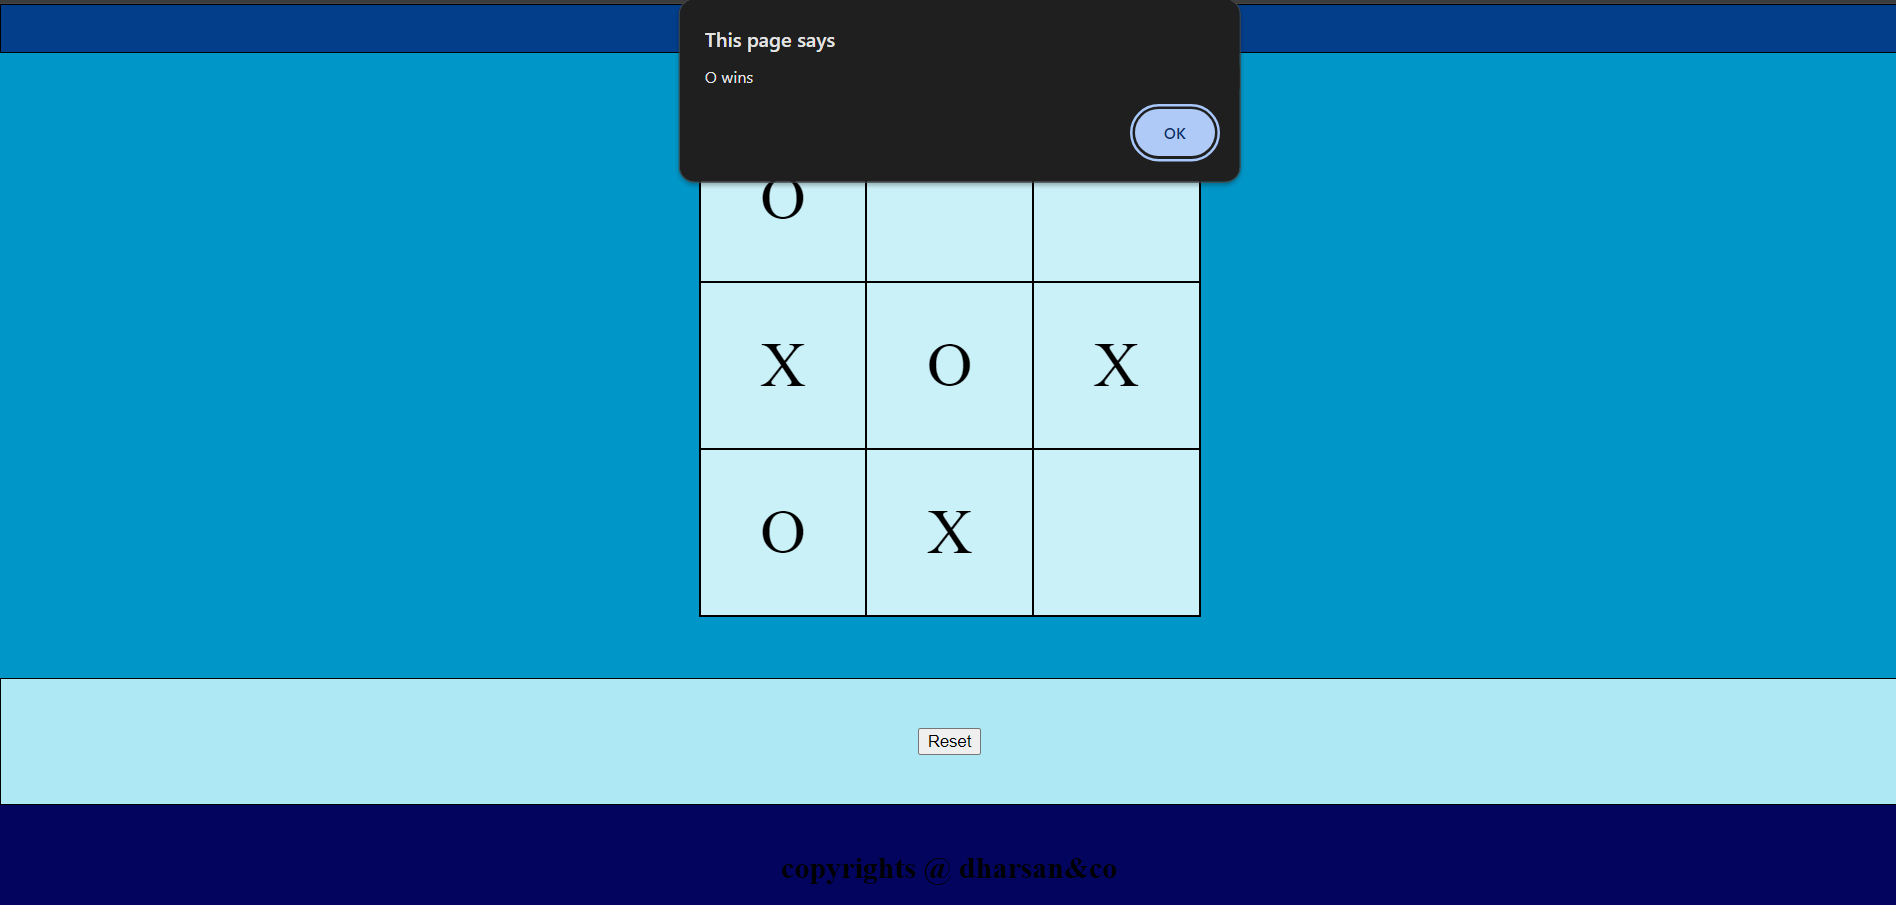 This page says
O wins
OK
O
X O X
O X
Reset
copyrights @ dharsan&co